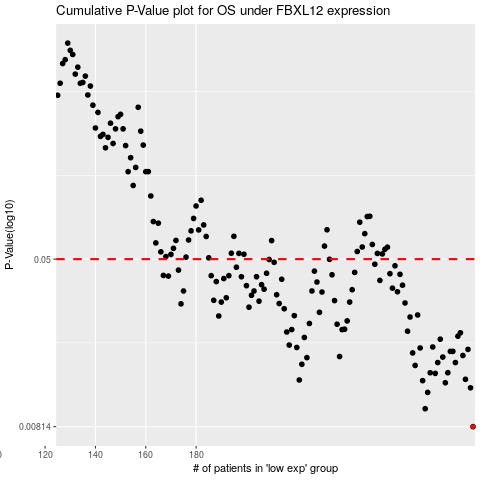 Cumulative P-Value plot for OS under FBXL12 expression
P-Value(log10)
0.05
0.00814
0 120 140 160 180
# of patients in 'low exp' group